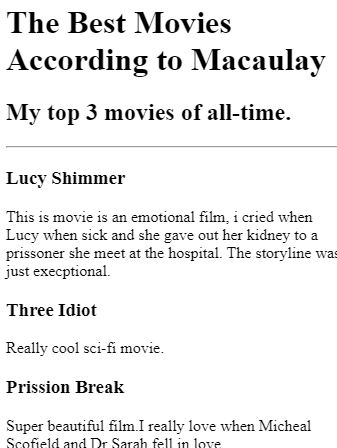 The Best Movies
According to Macaulay
My top 3 movies of all-time.
Lucy Shimmer
This is movie is an emotional film, i cried when
Lucy when sick and she gave out her kidney to a
prissoner she meet at the hospital. The storyline was
just execptional.
Three Idiot
Really cool sci-fi movie.
Prission Break
Super beautiful film.I really love when Micheal
Scofield and Dr Sarah fell in love